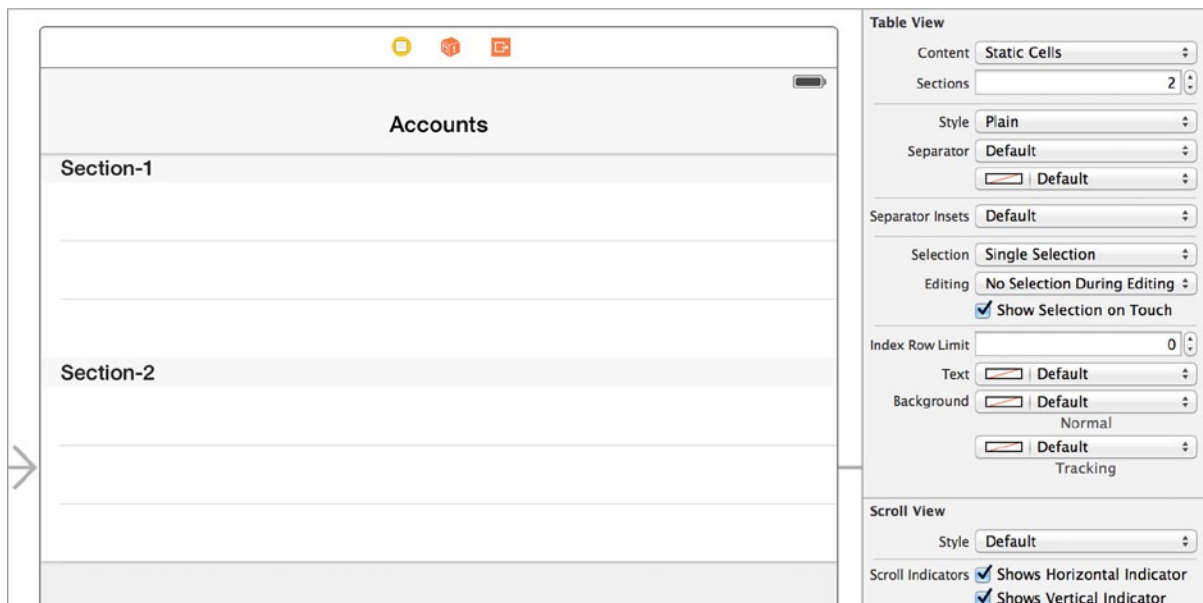 Accounts
Section-1
Section-2
Table View
Content Static Cells
Sections 2
Style Plain
Separator Default
Default
Separator Insets Default
Selection Single Selection
Editing No Selection During Editing
Show Selection on Touch
Index Row Limit 0
Text Default
Background Default
Normal
Default
Tracking
Scroll View
Style Default
Scroll Indicators Shows Horizontal Indicator
Shows Vertical Indicator